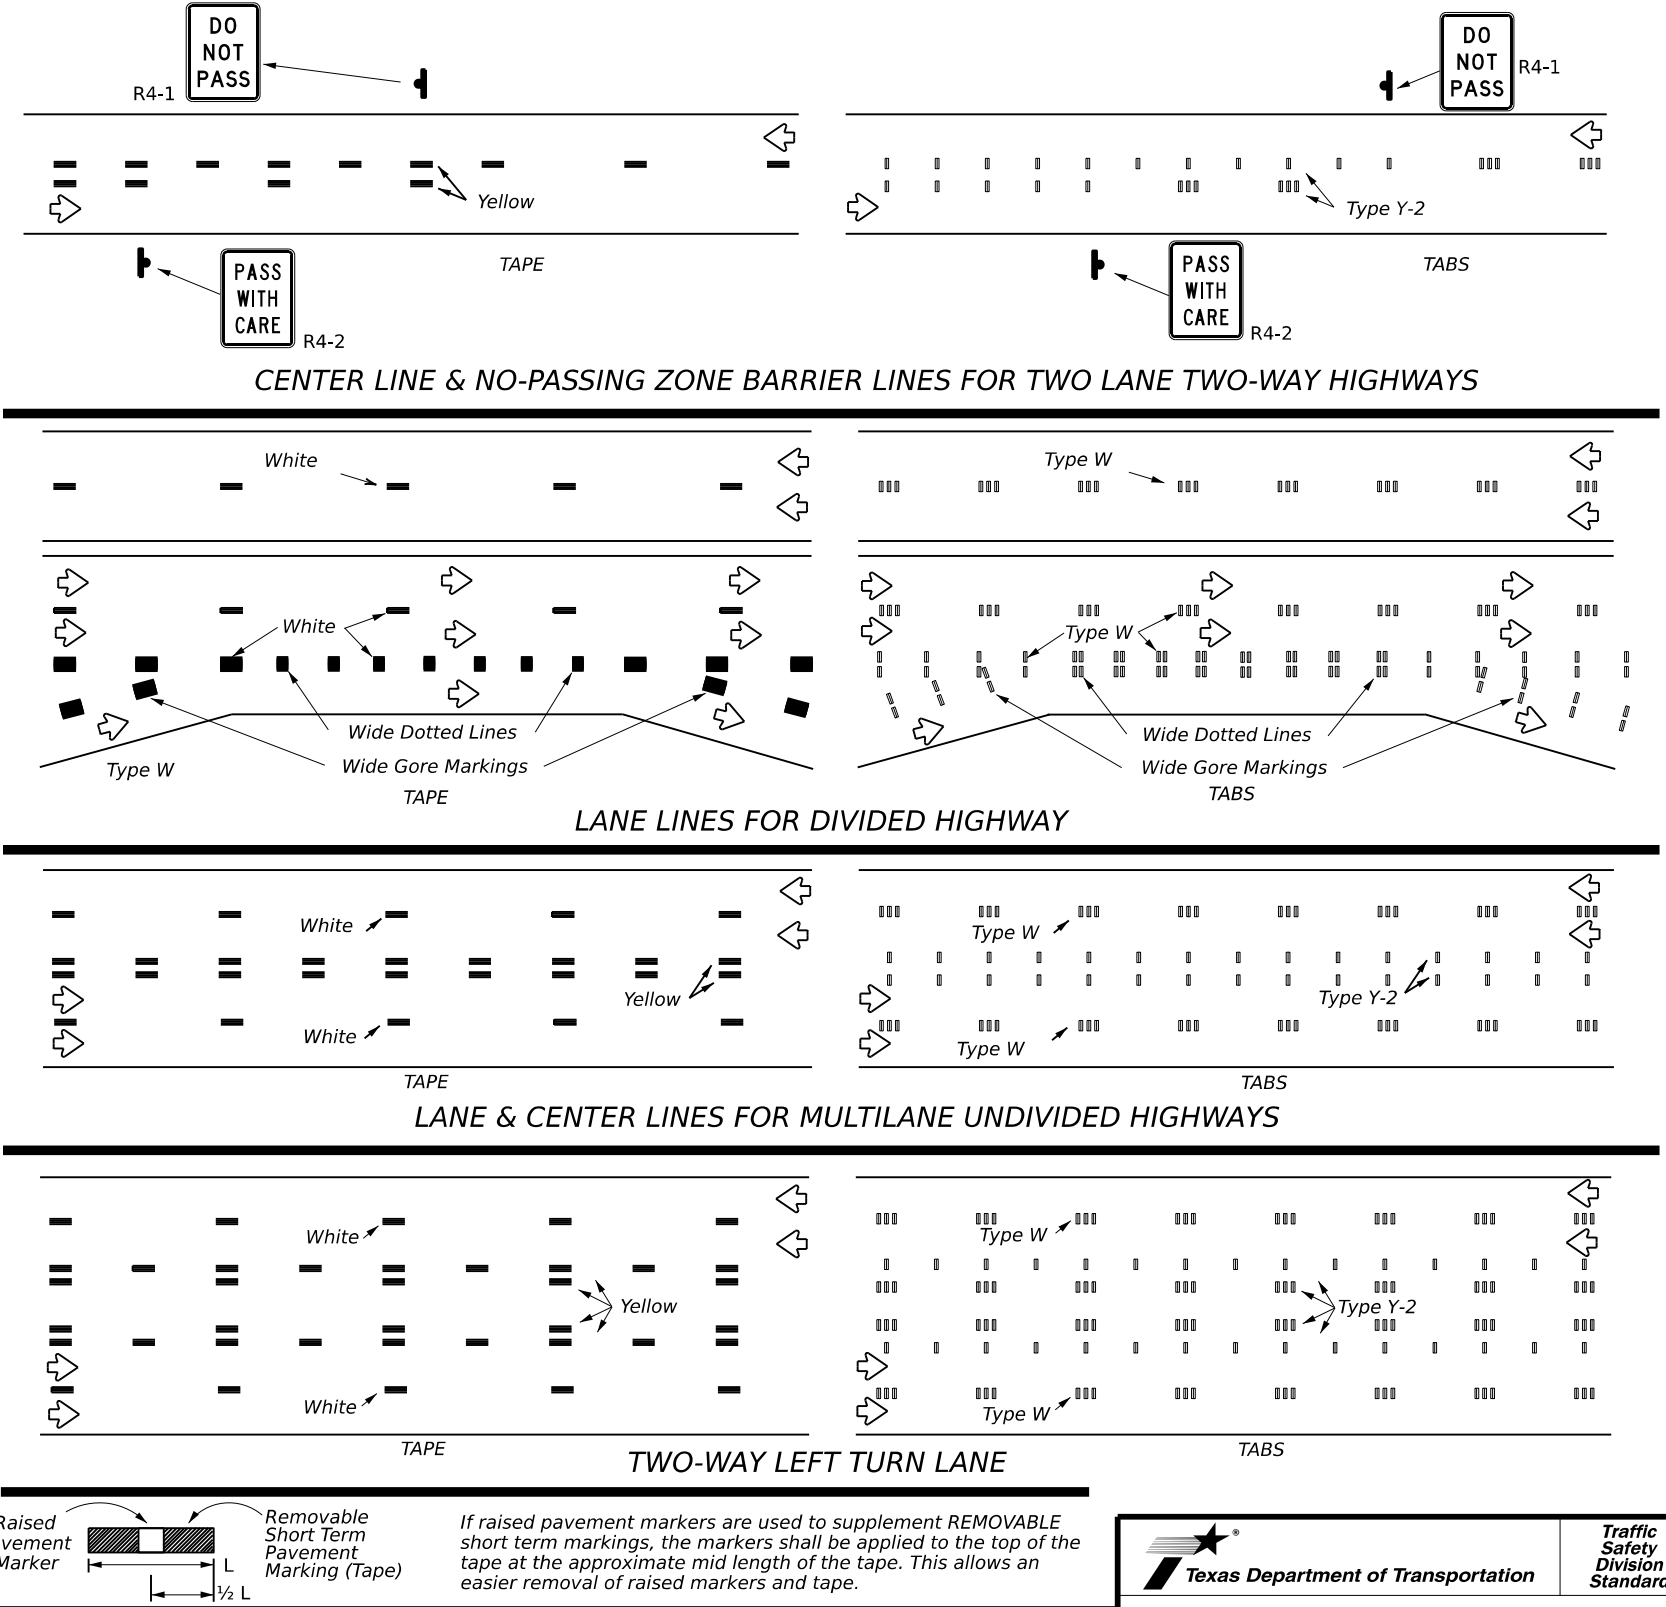 DO
NOT
PASS
R4-1
DO
NOT
PASS
R4-1
Yellow
Type Y-2
PASS
WITH
CARE
R4-2
TAPE
PASS
WITH
CARE
R4-2
TABS
CENTER LINE & NO-PASSING ZONE BARRIER LINES FOR TWO LANE TWO-WAY HIGHWAYS
White
Type W
White
Type W
Wide Dotted Lines
Wide Gore Markings
Type W
TAPE
Wide Dotted Lines
Wide Gore Markings
TABS
LANE LINES FOR DIVIDED HIGHWAY
White
Yellow
White
TAPE
Type W
Type Y-2
Type W
TABS
LANE & CENTER LINES FOR MULTILANE UNDIVIDED HIGHWAYS
White
Yellow
White
TAPE
Type W
Type Y-2
Type W
TABS
TWO-WAY LEFT TURN LANE
Raised
vement
Marker
L
½ L
Removable
Short Term
Pavement
Marking (Tape)
If raised pavement markers are used to supplement REMOVABLE
short term markings, the markers shall be applied to the top of the
tape at the approximate mid length of the tape. This allows an
easier removal of raised markers and tape.
®
Texas Department of Transportation
Traffic
Safety
Division
Standard